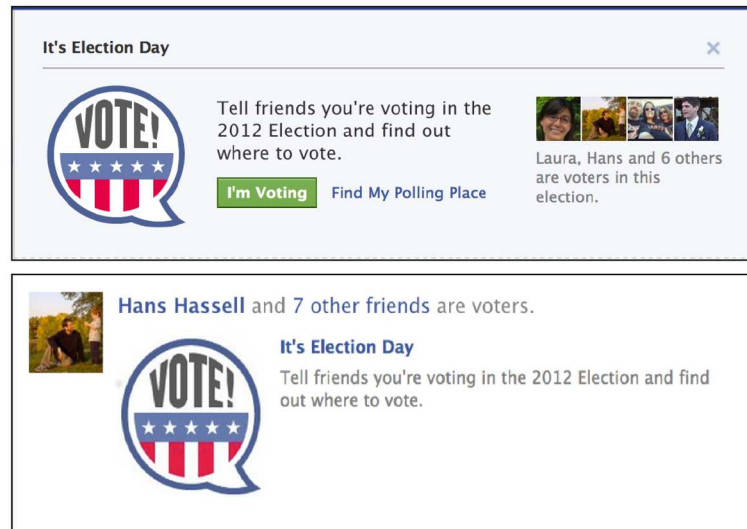 It's Election Day
VOTE!
Tell friends you're voting in the
2012 Election and find out
where to vote.
I'm Voting Find My Polling Place
Laura, Hans and 6 others
are voters in this
election.
Hans Hassell and 7 other friends are voters.
VOTE!
It's Election Day
Tell friends you're voting in the 2012 Election and find
out where to vote.